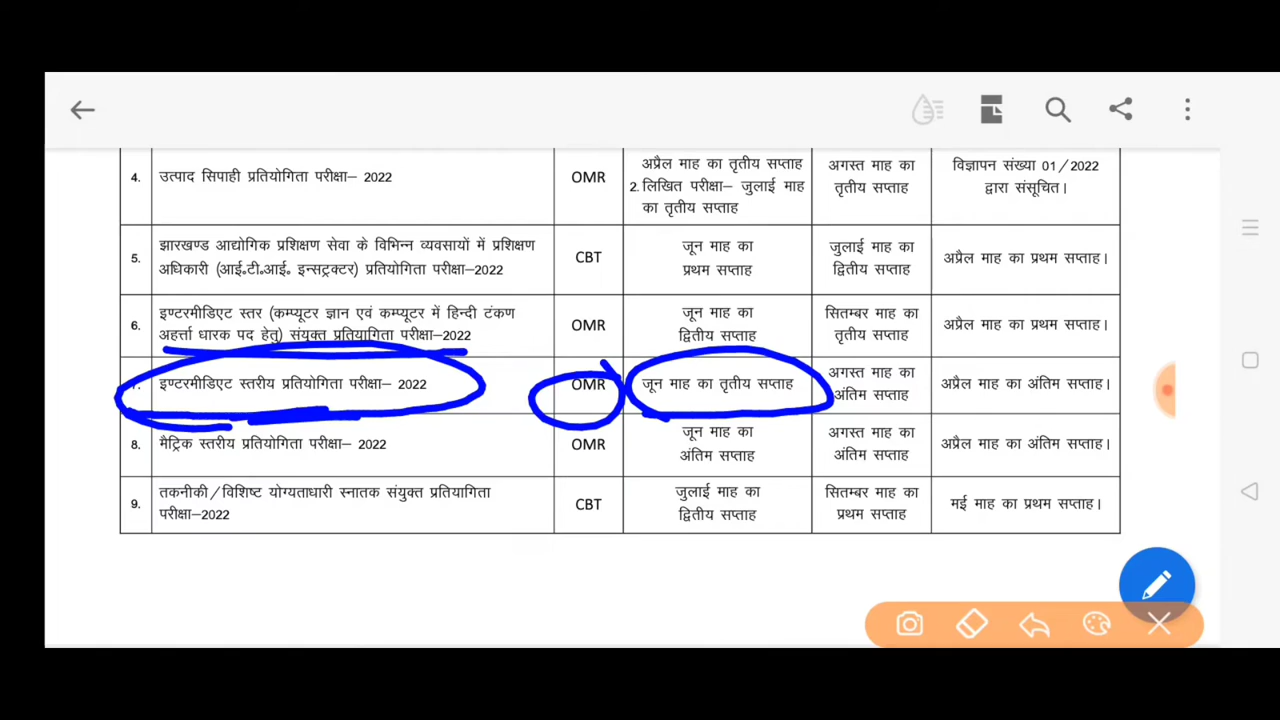 अप्रैल माह का तृतीय सप्ताह
4. उत्पाद सिपाही प्रतियोगिता परीक्षा– 2022
OMR
2. लिखित परीक्षा– जुलाई माह
का तृतीय सप्ताह
अगस्त माह का
तृतीय सप्ताह
विज्ञापन संख्या 01/2022
द्वारा संसूचित।
5. झारखण्ड आद्योगिक प्रशिक्षण सेवा के विभिन्न व्यवसायों में प्रशिक्षण
अधिकारी (आई०टी०आई० इन्सट्रक्टर) प्रतियोगिता परीक्षा–2022
CBT
जून माह का
प्रथम सप्ताह
जुलाई माह का
द्वितीय सप्ताह
अप्रैल माह का प्रथम सप्ताह।
6. इण्टरमीडिएट स्तर (कम्प्यूटर ज्ञान एवं कम्प्यूटर में हिन्दी टंकण
अहर्त्ता धारक पद हेतु) संयुक्त प्रतियागिता परीक्षा–2022
OMR
जून माह का
द्वितीय सप्ताह
सितम्बर माह का
तृतीय सप्ताह
अप्रैल माह का प्रथम सप्ताह।
इण्टरमीडिएट स्तरीय प्रतियोगिता परीक्षा– 2022
OMR
जून माह का तृतीय सप्ताह
अगस्त माह का
अंतिम सप्ताह
अप्रैल माह का अंतिम सप्ताह।
8. मैट्रिक स्तरीय प्रतियोगिता परीक्षा– 2022
OMR
जून माह का
अंतिम सप्ताह
अगस्त माह का
अंतिम सप्ताह
अप्रैल माह का अंतिम सप्ताह।
9. तकनीकी/विशिष्ट योग्यताधारी स्नातक संयुक्त प्रतियागिता
परीक्षा–2022
CBT
जुलाई माह का
द्वितीय सप्ताह
सितम्बर माह का
प्रथम सप्ताह
मई माह का प्रथम सप्ताह।